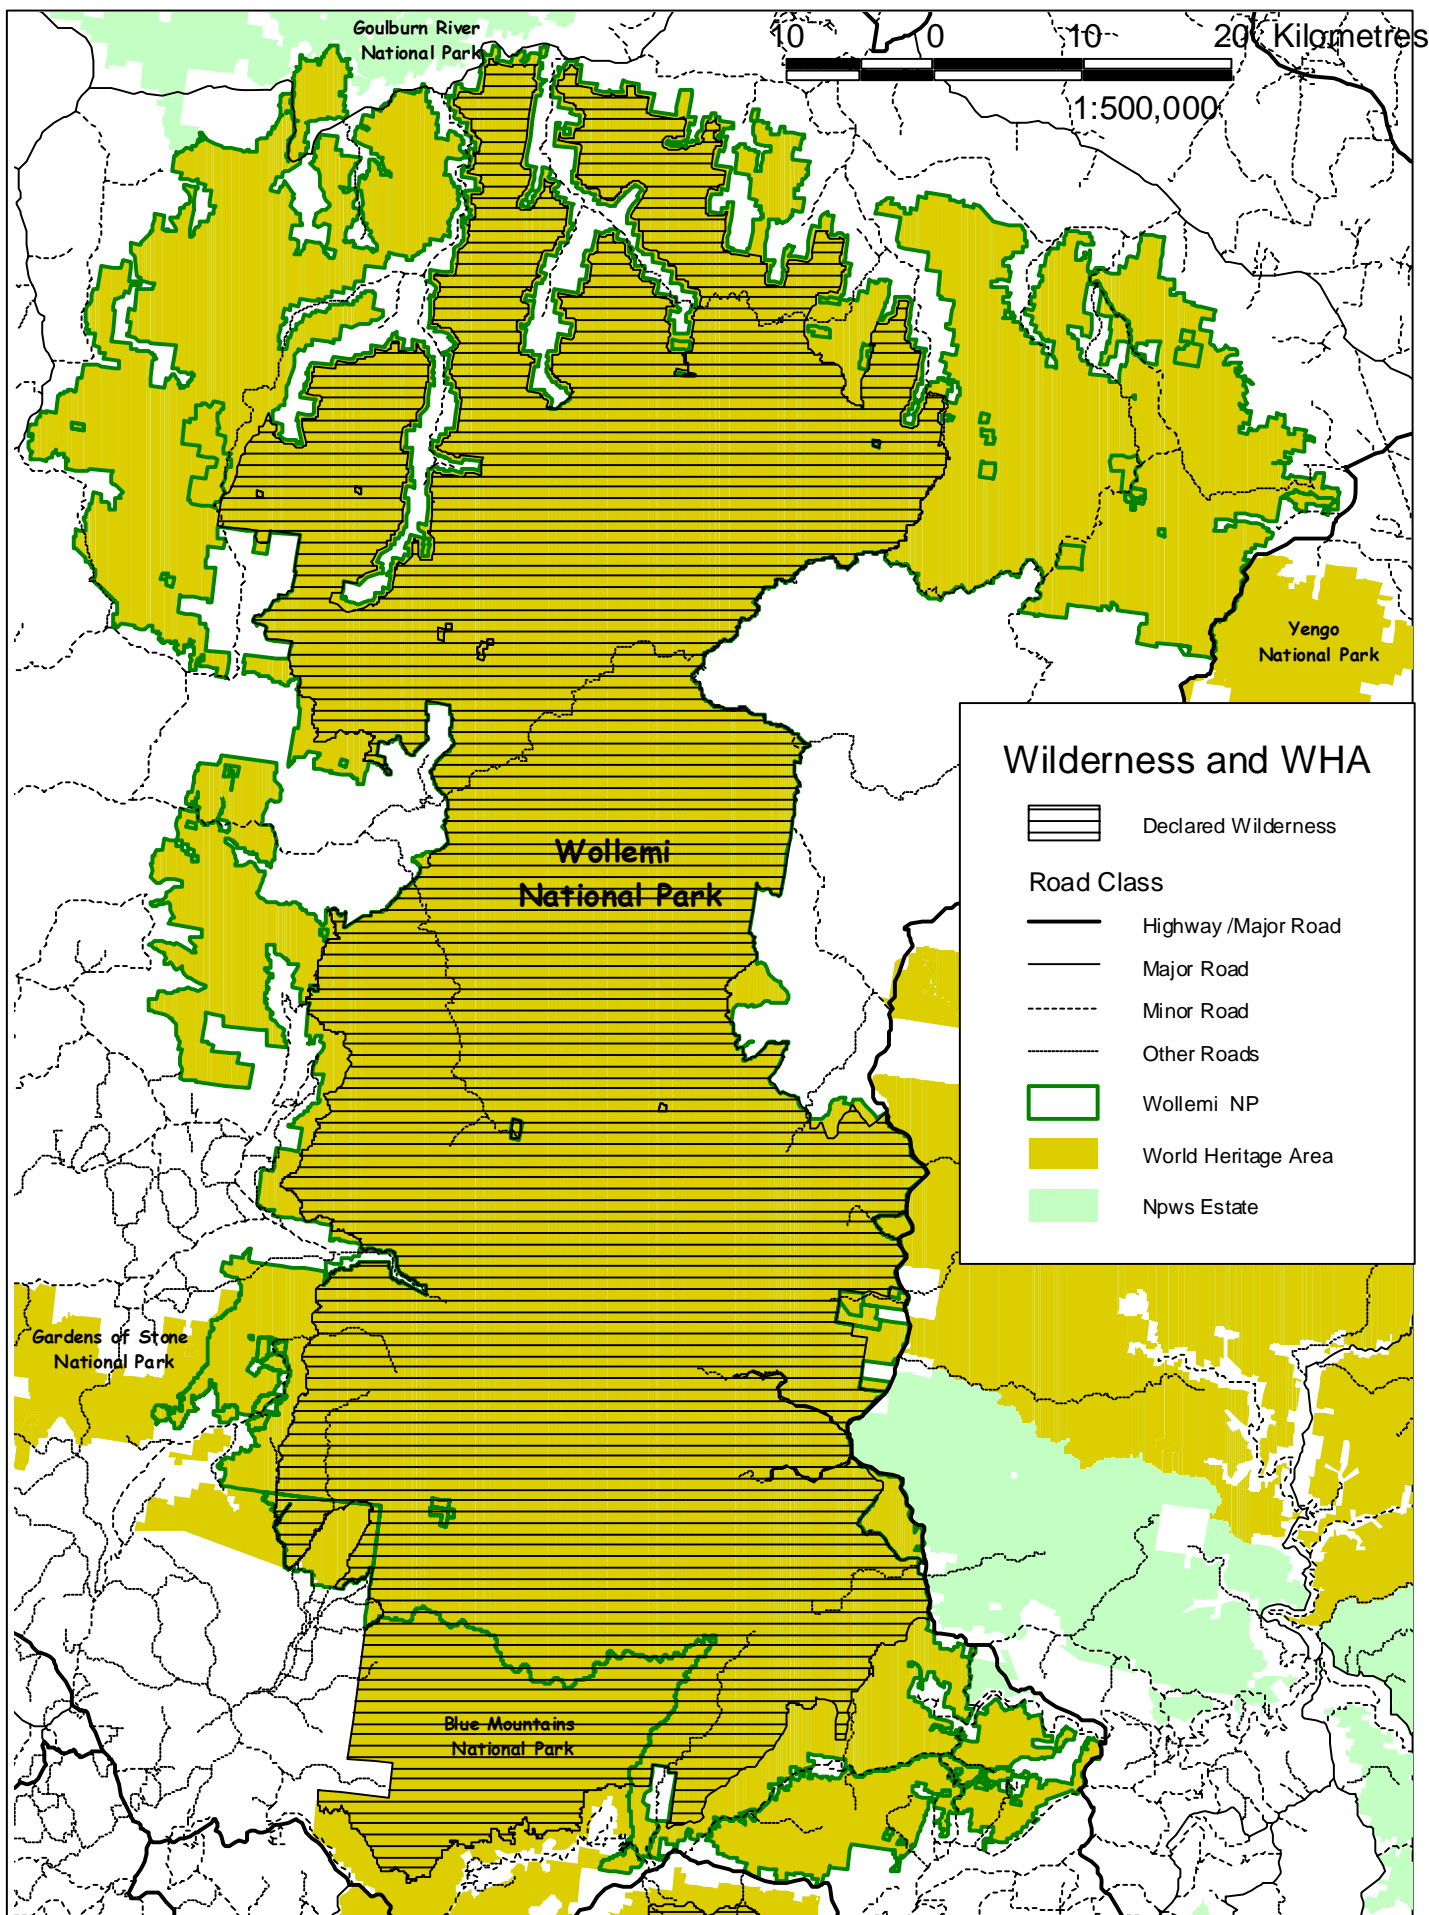 Goulburn River
National Park
10 0 10 20 Kilometres
1:500,000
Yengo
National Park
Wilderness and WHA
Declared Wilderness
Road Class
Highway /Major Road
Major Road
Minor Road
Other Roads
Wollemi NP
World Heritage Area
Npws Estate
Wollemi
National Park
Gardens of Stone
National Park
Blue Mountains
National Park